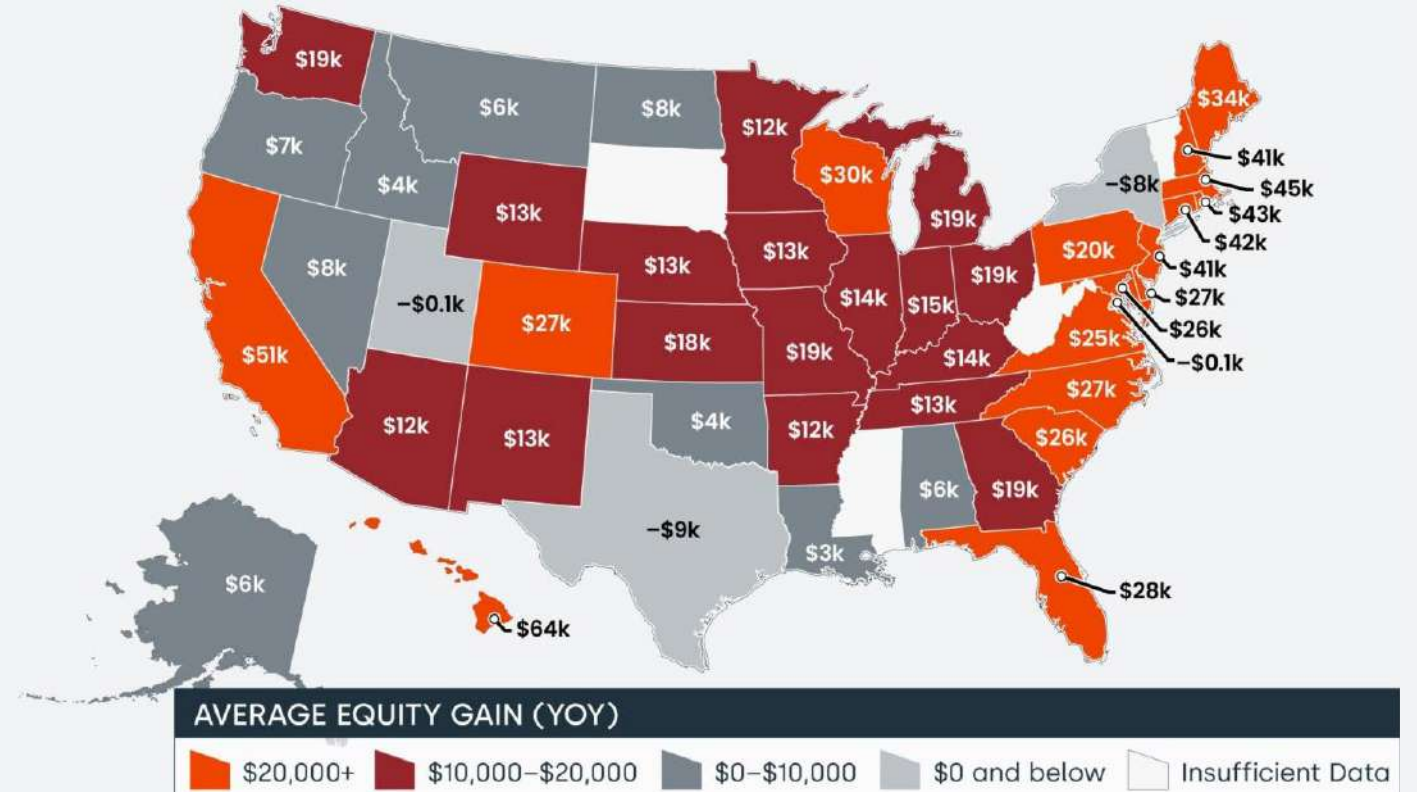 $19k
$6k
$8k
$12k
$34k
$7k
$4k
$30k
$41k
–$8k
$45k
$13k
$19k
$43k
$42k
$8k
$13k
$13k
$20k
$41k
–$0.1k
$19k
$14k
$15k
$27k
$27k
$26k
$51k
$18k
$19k
$14k
$25k
–$0.1k
$27k
$12k
$13k
$4k
$12k
$13k
$26k
$6k
$19k
–$9k
$3k
$6k
$28k
$64k
AVERAGE EQUITY GAIN (YOY)
$20,000+
$10,000–$20,000
$0–$10,000
$0 and below
Insufficient Data